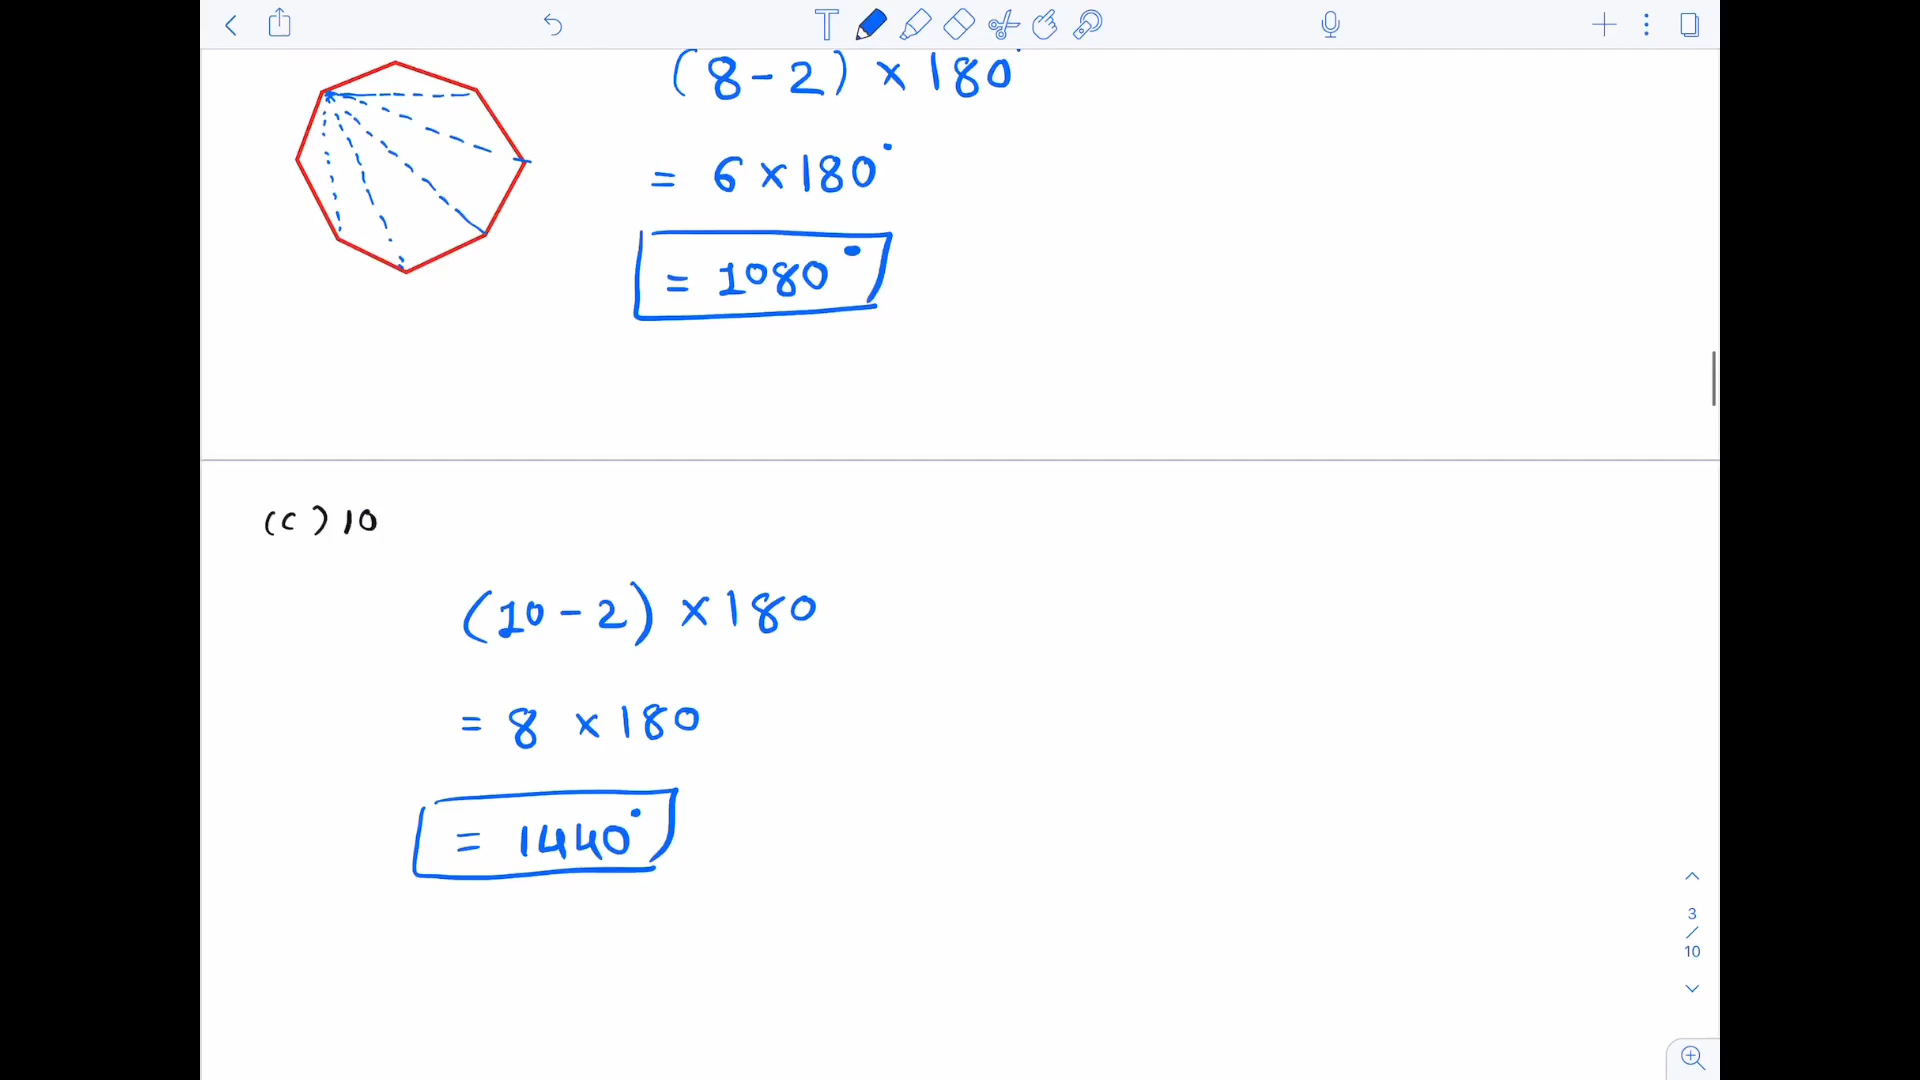 (8-2) × 180°
= 6 × 180°
= 1080°
(c) 10
(10-2) × 180
= 8 × 180
= 1440°
3
/
10